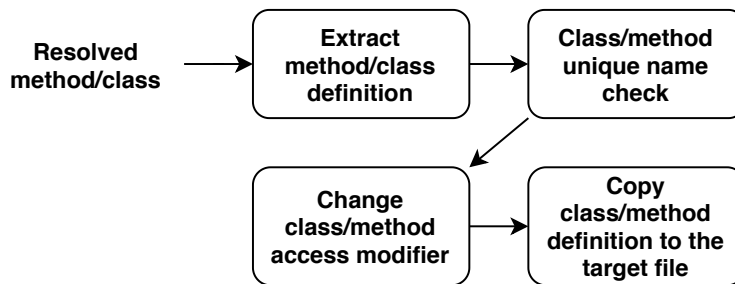 Resolved
method/class
Extract
method/class
definition
Class/method
unique name
check
Change
class/method
access modifier
Copy
class/method
definition to the
target file